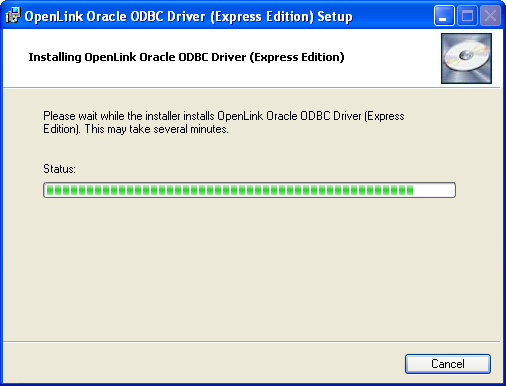 OpenLink Oracle ODBC Driver (Express Edition) Setup
Installing OpenLink Oracle ODBC Driver (Express Edition)
Please wait while the installer installs OpenLink Oracle ODBC Driver (Express
Edition). This may take several minutes.
Status:
Cancel